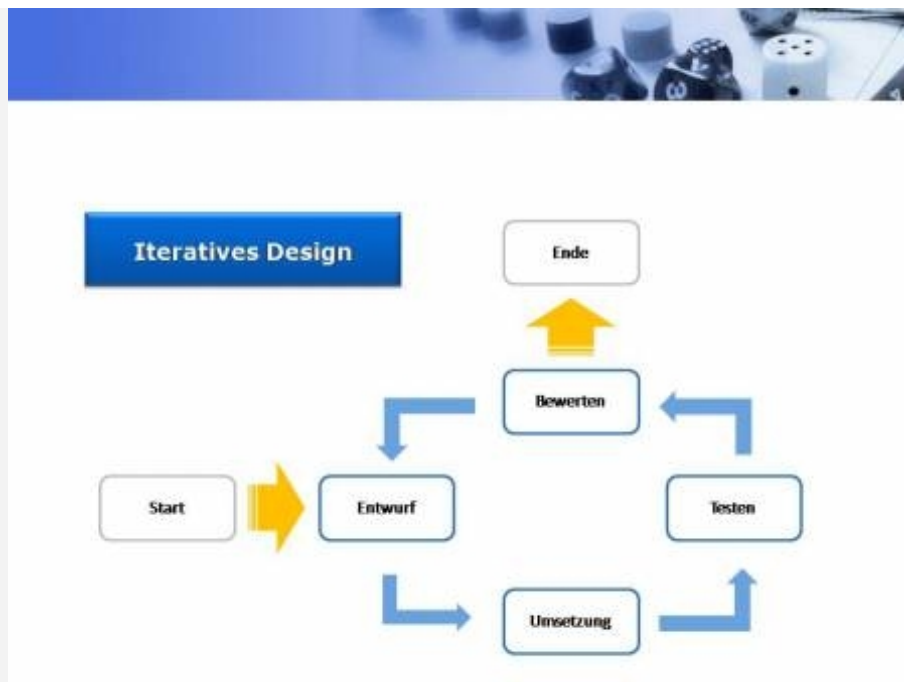 Iteratives Design
Ende
Bewerten
Start
Entwurf
Testen
Umsetzung